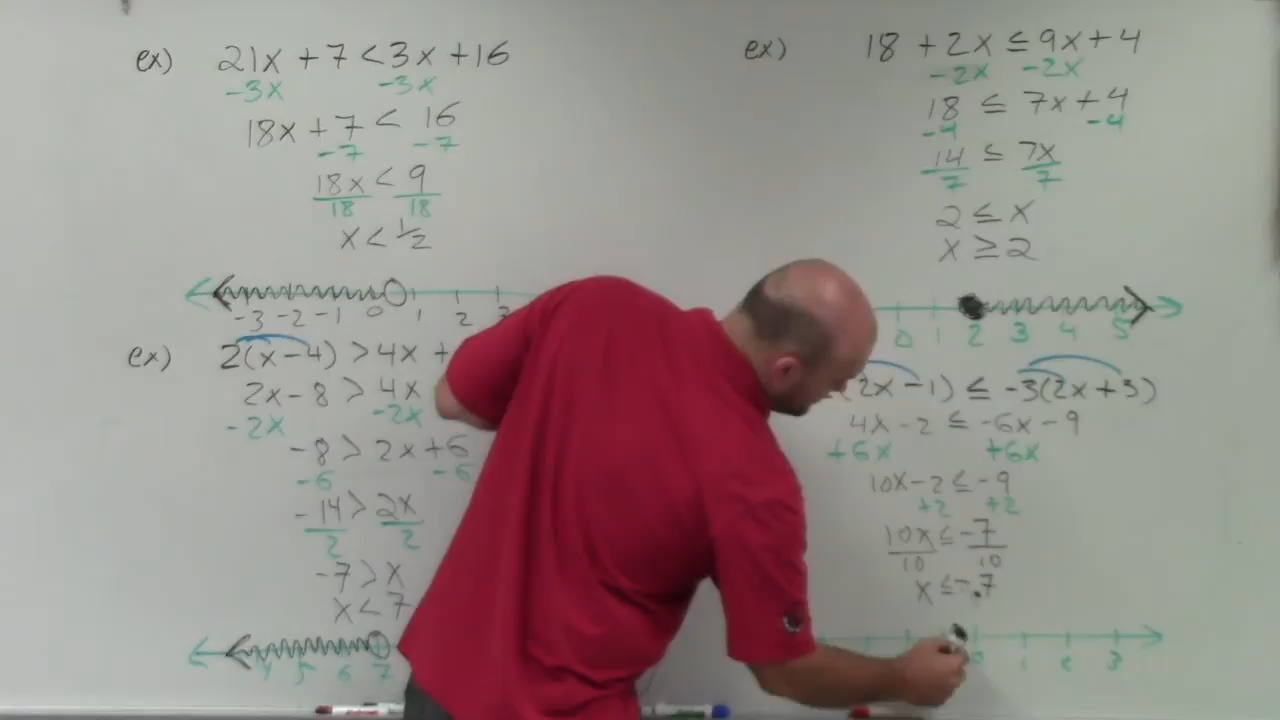 ex) 21x + 7 < 3x + 16
-3x -3x
18x + 7 < 16
-7 -7
18x < 9
18 18
x < 1/2
-3 -2 -1 0 1 2 3
ex) 2(x - 4) > 4x +
2x - 8 > 4x
-2x -2x
-8 > 2x + 6
-6 -6
-14 > 2x
2 2
-7 > x
x < 7
4 5 6 7
ex) 18 + 2x ≤ 9x + 4
-2x -2x
18 ≤ 7x + 4
-4 -4
14 ≤ 7x
7 7
2 ≤ x
x ≥ 2
0 1 2 3 4 5
(2x - 1) ≤ -3(2x + 3)
4x - 2 ≤ -6x - 9
+6x +6x
10x - 2 ≤ -9
+2 +2
10x ≤ -7
10 10
x ≤ -.7
1 2 3